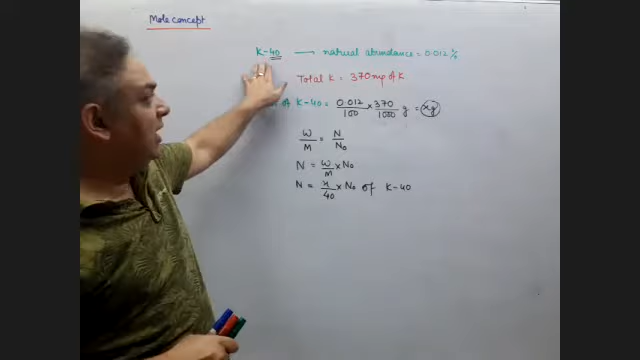 Mole concept
K-40 → natural abundance = 0.012%
Total K = 370 mg of K
of K-40 = 0.012/100 × 370/1000 g = xg
W/M = N/N₀
N = W/M × N₀
N = x/40 × N₀ of K-40